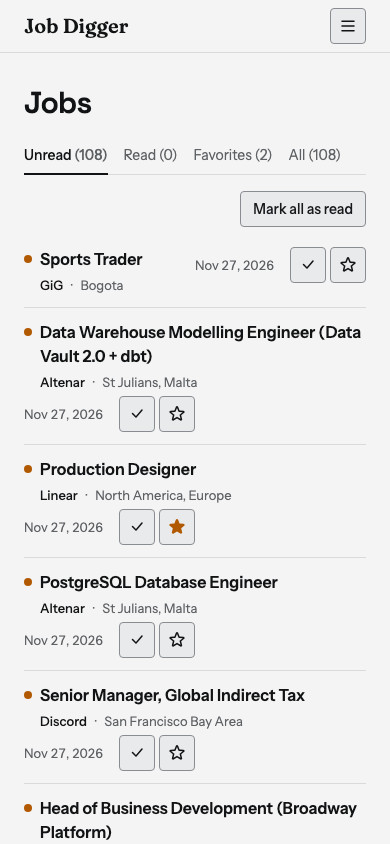 Job Digger
Jobs
Unread (108) Read (0) Favorites (2) All (108)
Mark all as read
Sports Trader
Nov 27, 2026
GiG · Bogota
Data Warehouse Modelling Engineer (Data
Vault 2.0 + dbt)
Altenar · St Julians, Malta
Nov 27, 2026
Production Designer
Linear · North America, Europe
Nov 27, 2026
PostgreSQL Database Engineer
Altenar · St Julians, Malta
Nov 27, 2026
Senior Manager, Global Indirect Tax
Discord · San Francisco Bay Area
Nov 27, 2026
Head of Business Development (Broadway
Platform)